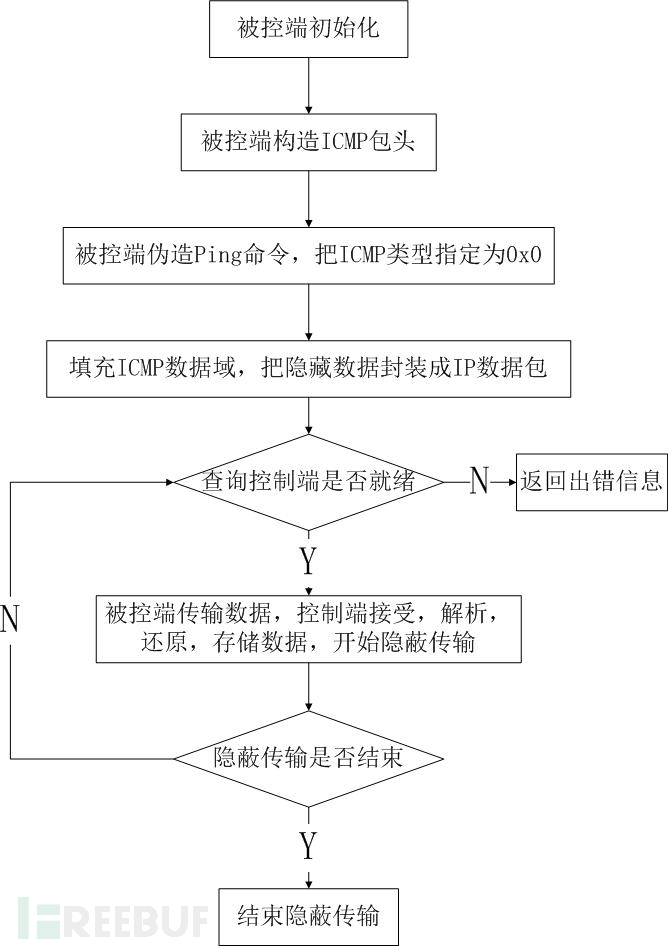 被控端初始化
被控端构造ICMP包头
被控端伪造Ping命令，把ICMP类型指定为0x0
填充ICMP数据域，把隐藏数据封装成IP数据包
查询控制端是否就绪
N
返回出错信息
Y
被控端传输数据，控制端接受，解析，
还原，存储数据，开始隐蔽传输
N
隐蔽传输是否结束
Y
结束隐蔽传输
FREEBUF